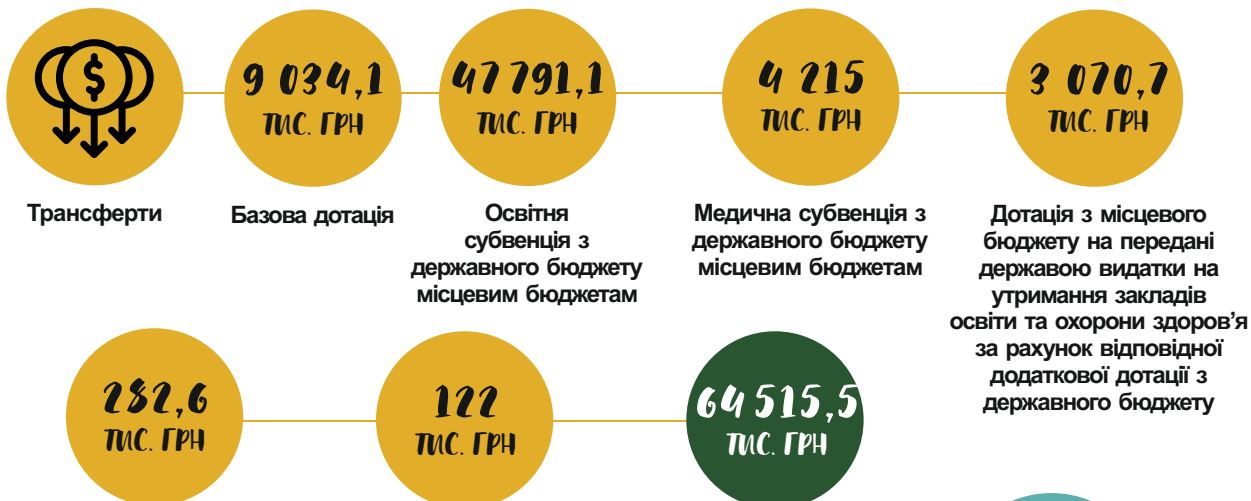 $
9 034,1
ТИС. ГРН
47 791,1
ТИС. ГРН
4 215
ТИС. ГРН
3 070,7
ТИС. ГРН
Трансферти
Базова дотація
Освітня
субвенція з
державного бюджету
місцевим бюджетам
Медична субвенція з
державного бюджету
місцевим бюджетам
Дотація з місцевого
бюджету на передані
державою видатки на
утримання закладів
освіти та охорони здоров’я
за рахунок відповідної
додаткової дотації з
державного бюджету
282,6
ТИС. ГРН
122
ТИС. ГРН
64 515,5
ТИС. ГРН